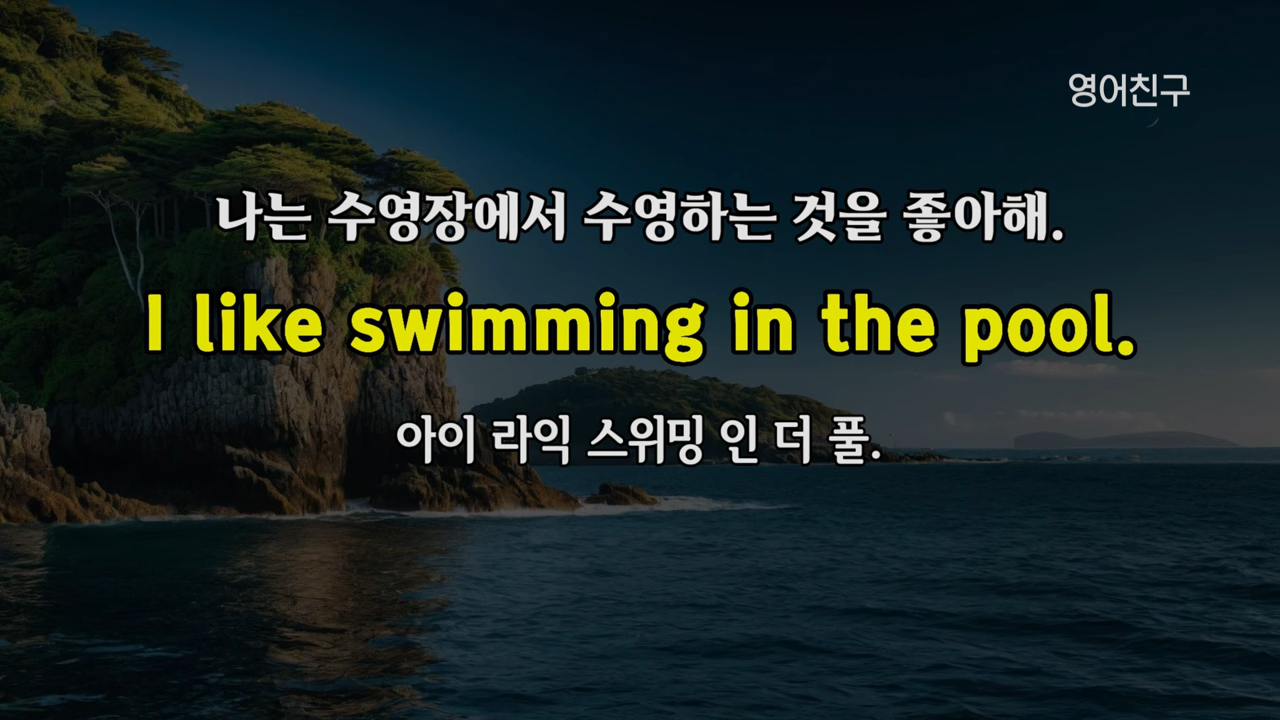 영어친구
나는 수영장에서 수영하는 것을 좋아해.
I like swimming in the pool.
아이 라익 스위밍 인 더 풀.